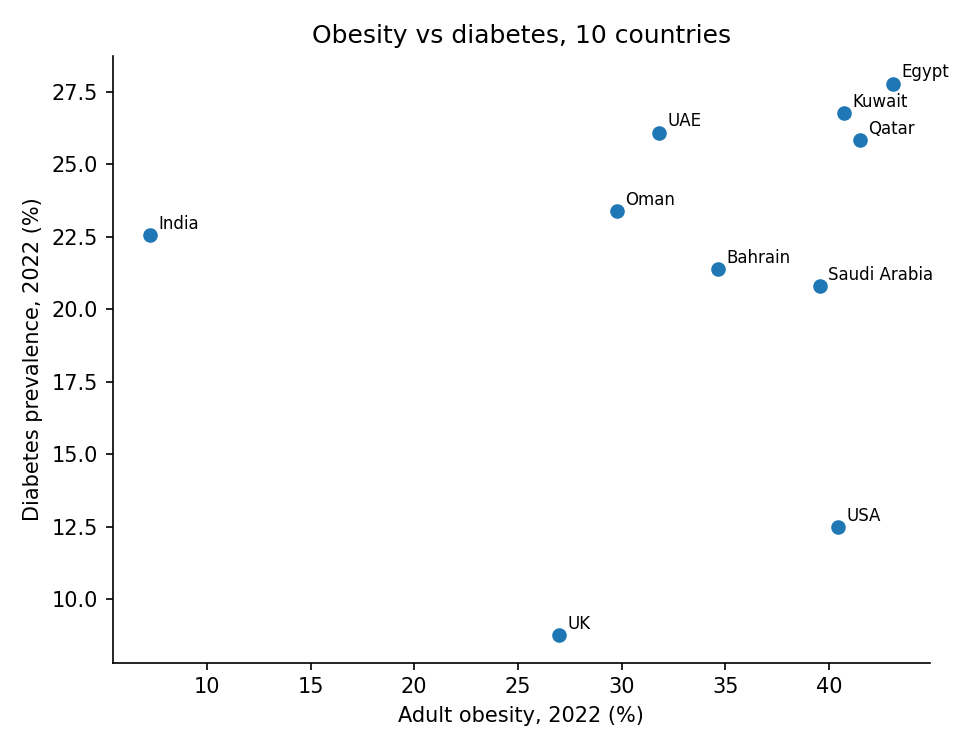 Obesity vs diabetes, 10 countries
Egypt
Kuwait
Qatar
UAE
Oman
India
Bahrain
Saudi Arabia
USA
UK
27.5
25.0
22.5
20.0
17.5
15.0
12.5
10.0
Diabetes prevalence, 2022 (%)
10 15 20 25 30 35 40
Adult obesity, 2022 (%)